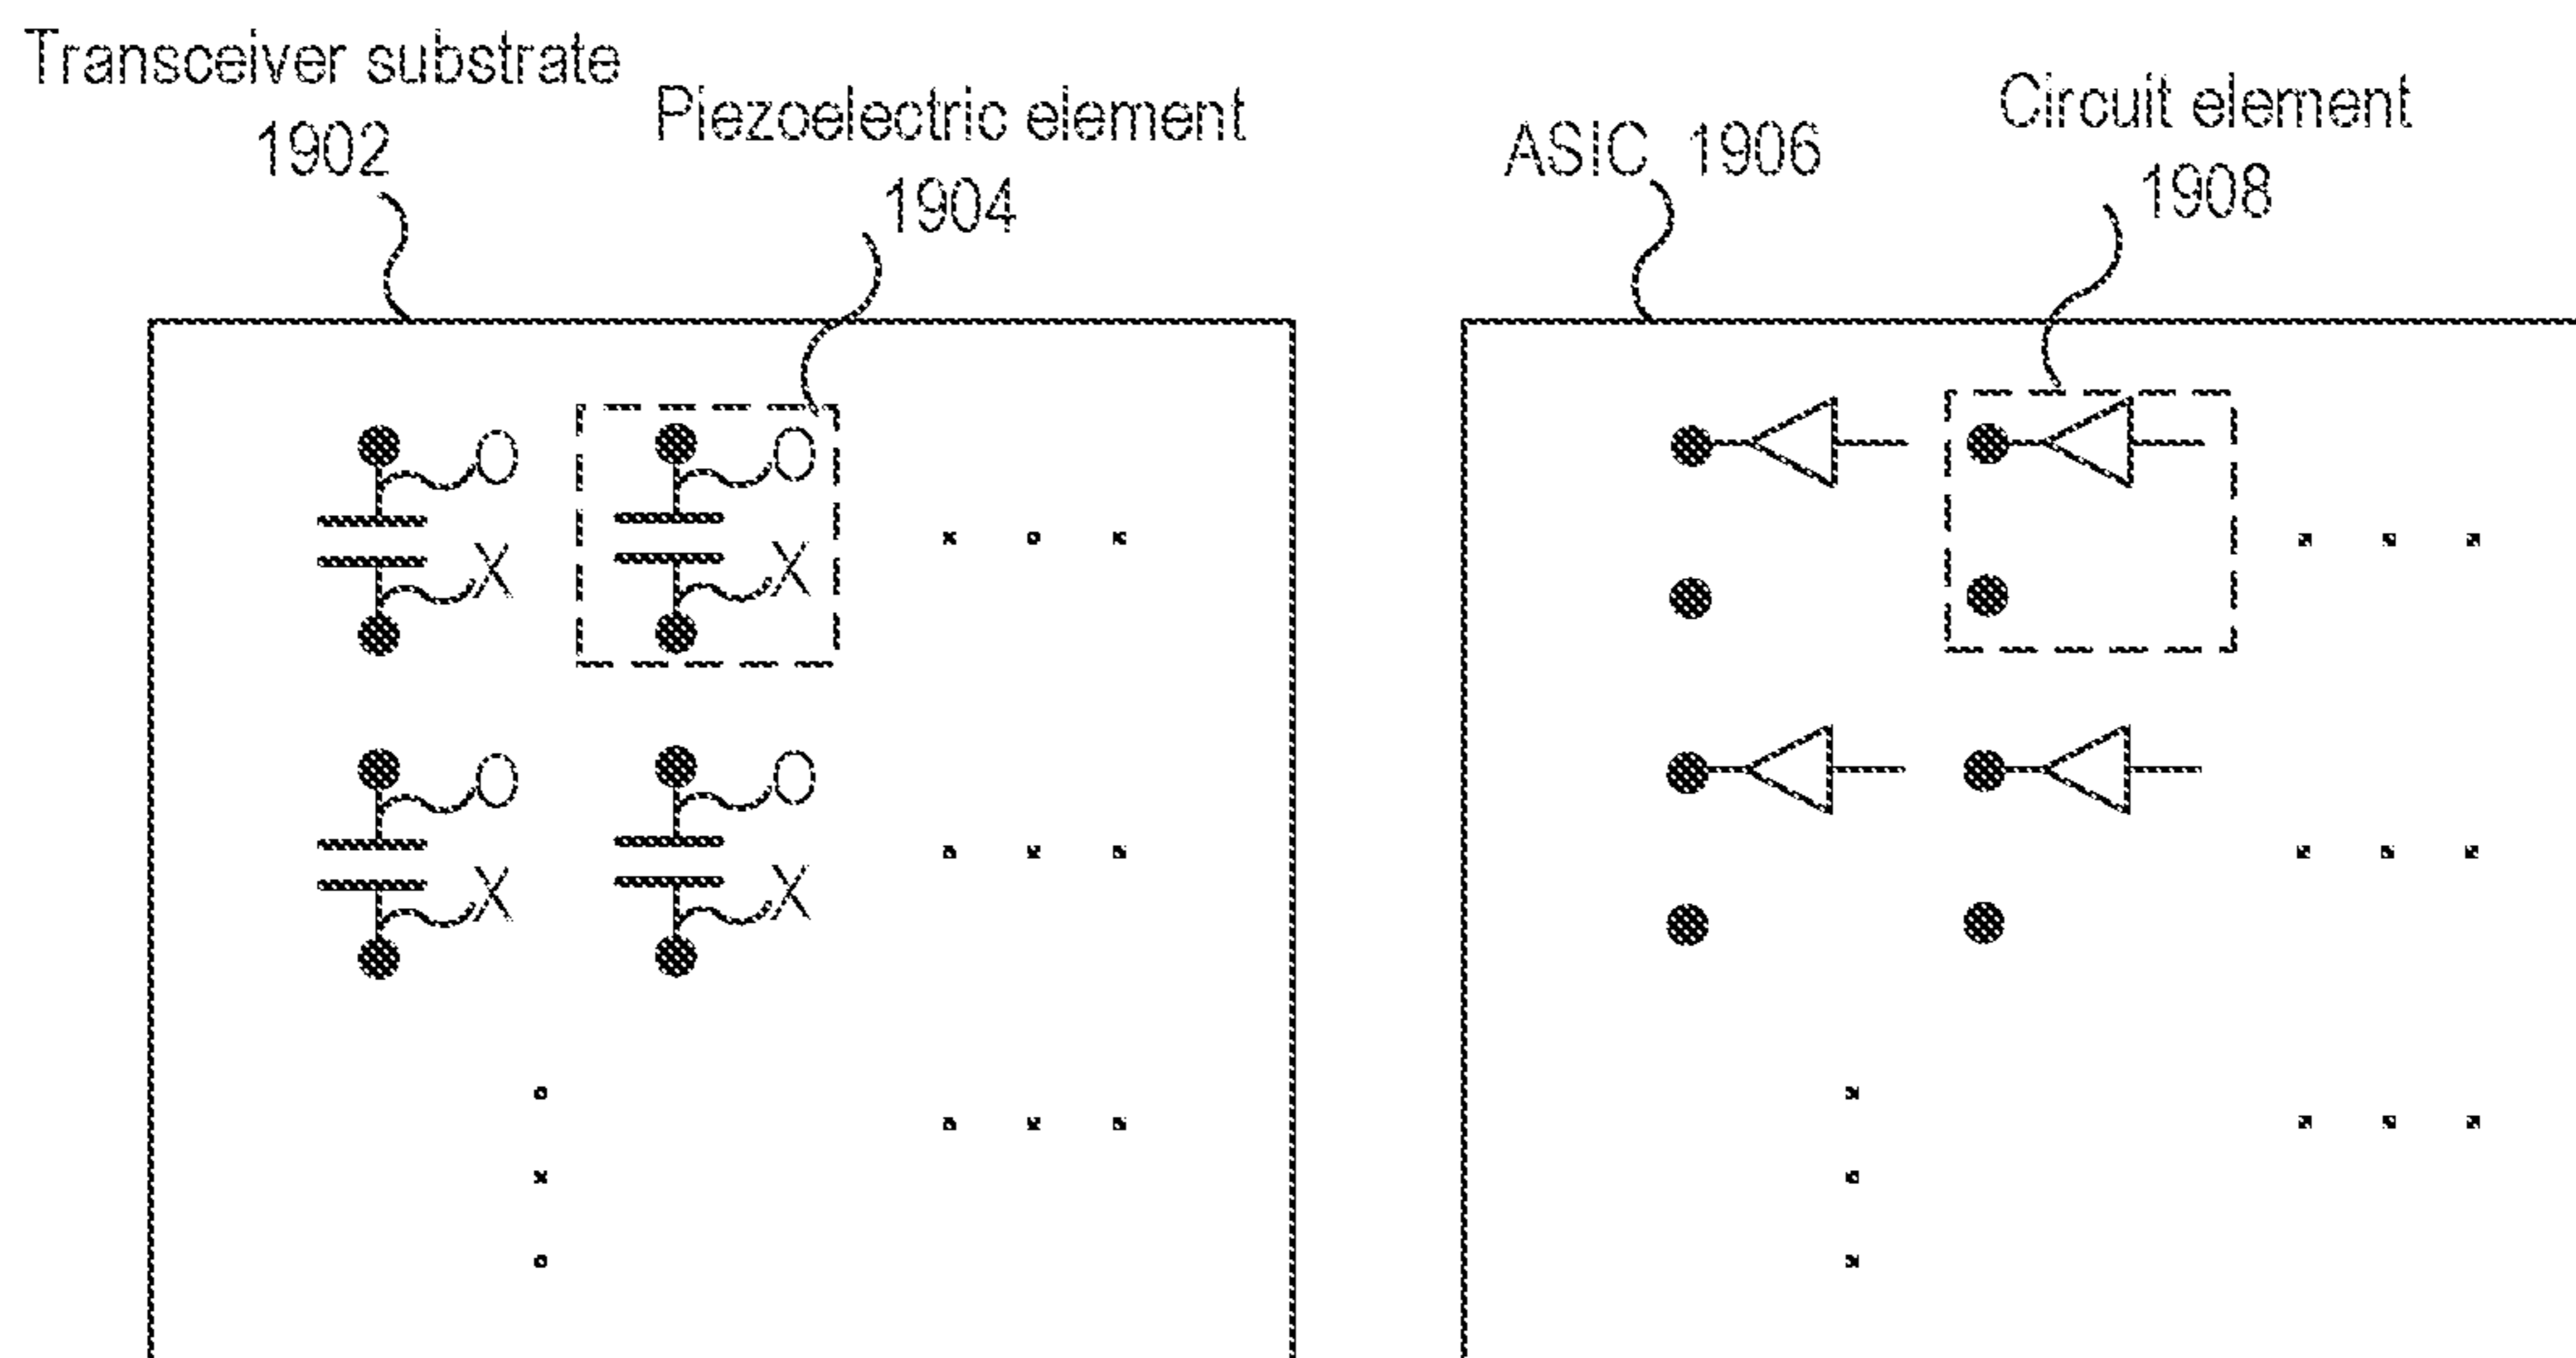 Transceiver substrate
1902
Piezoelectric element
1904
ASIC 1906
Circuit element
1908
O O
X X
O O
X X